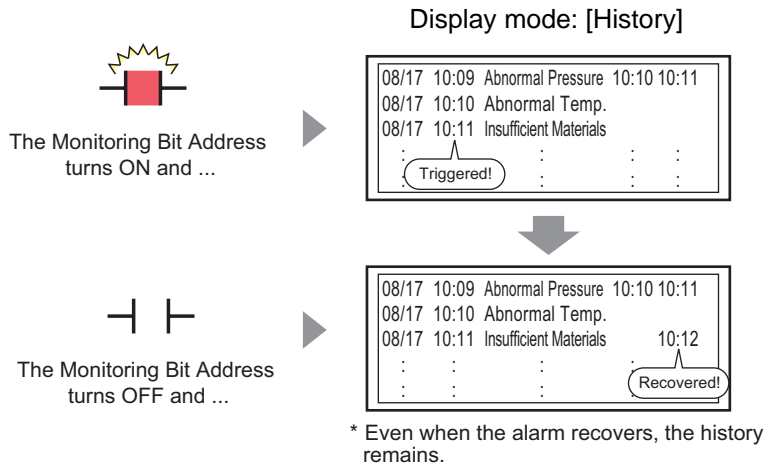 Display mode: [History]
The Monitoring Bit Address
turns ON and ...
08/17 10:09 Abnormal Pressure 10:10 10:11
08/17 10:10 Abnormal Temp.
08/17 10:11 Insufficient Materials
: : : :
Triggered!
: : : :
The Monitoring Bit Address
turns OFF and ...
08/17 10:09 Abnormal Pressure 10:10 10:11
08/17 10:10 Abnormal Temp.
08/17 10:11 Insufficient Materials 10:12
: : : :
: : : Recovered!
* Even when the alarm recovers, the history
remains.